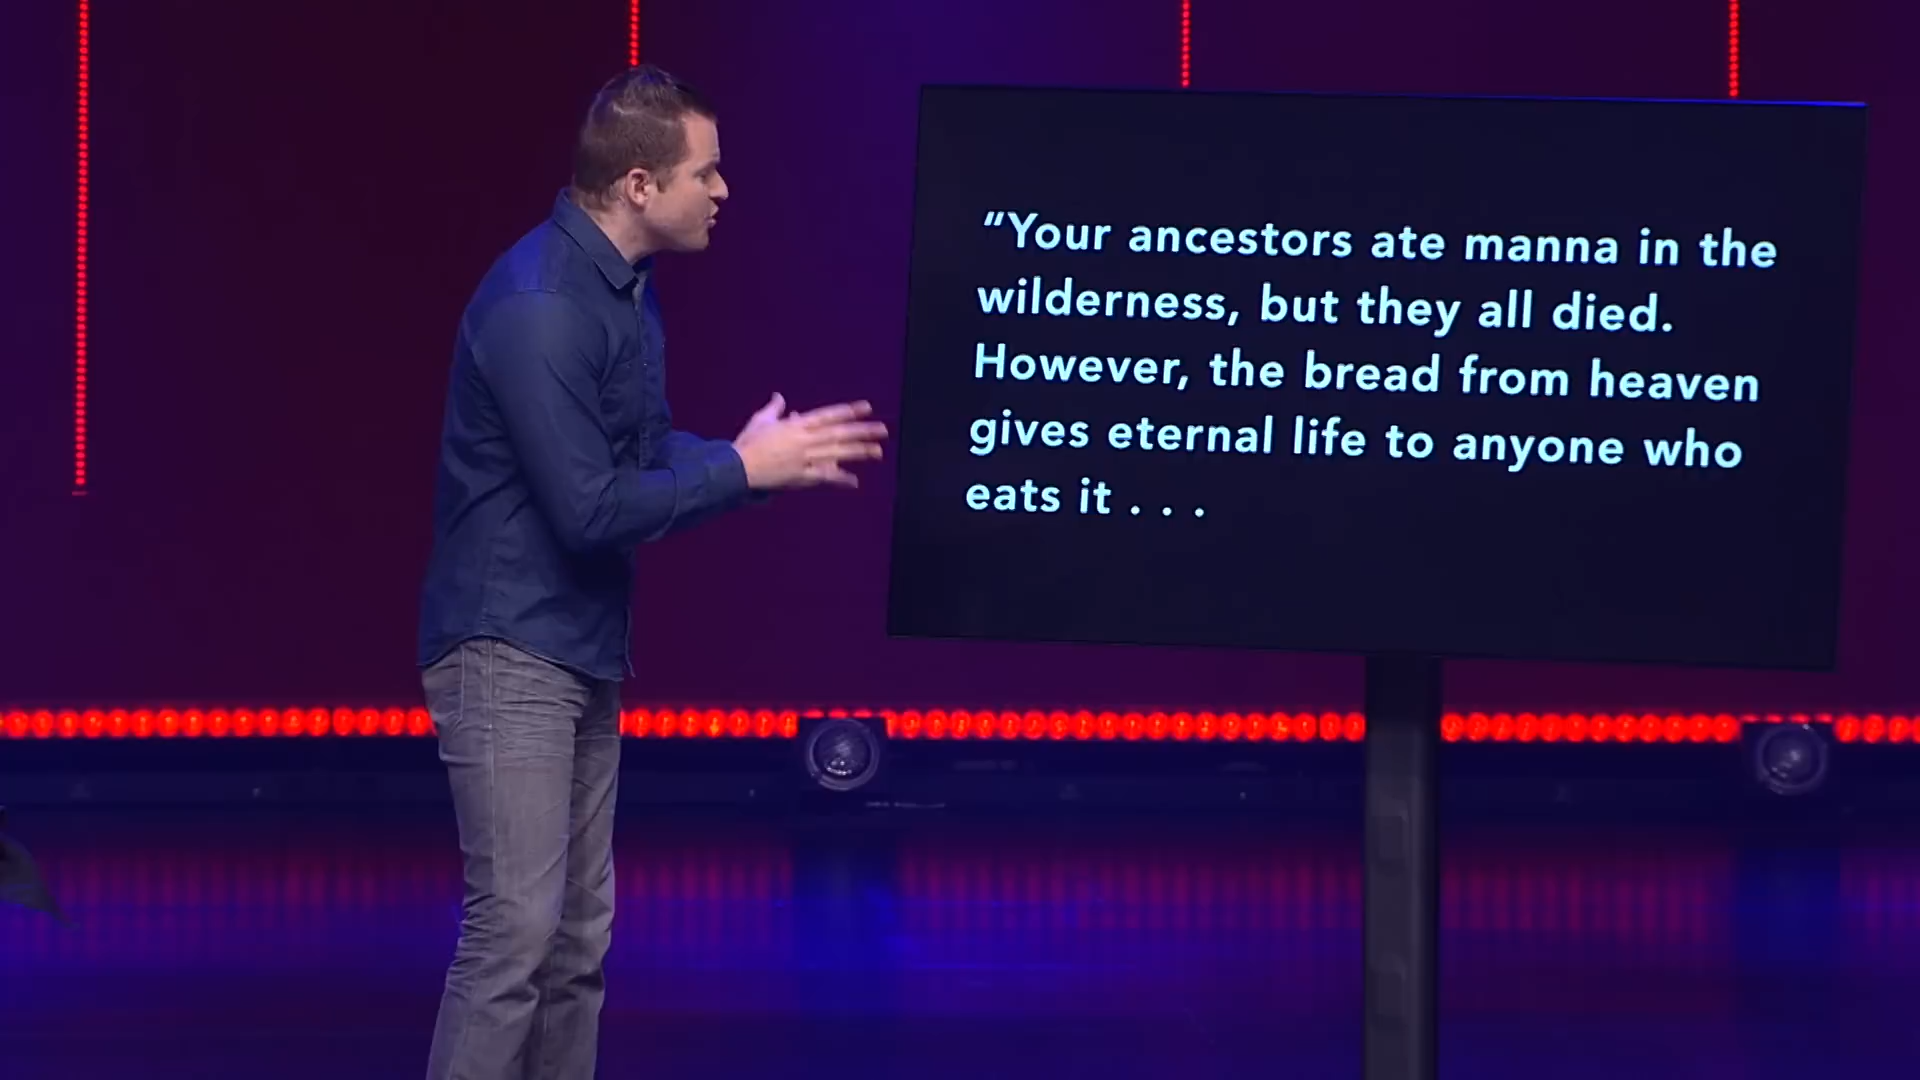 “Your ancestors ate manna in the
wilderness, but they all died.
However, the bread from heaven
gives eternal life to anyone who
eats it . . .